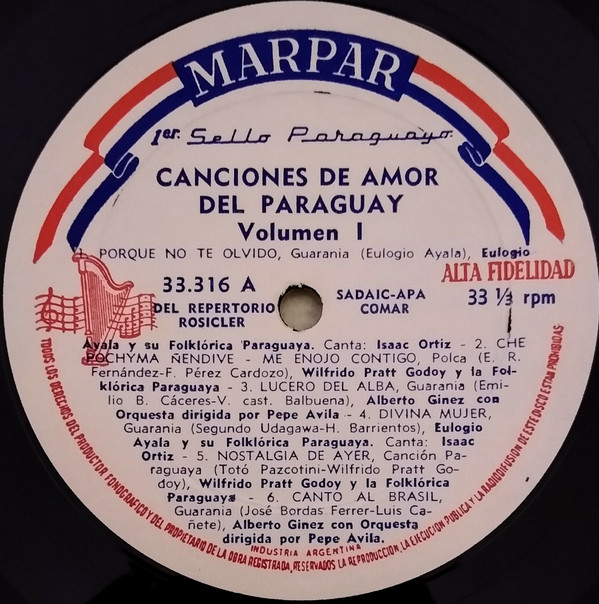 MARPAR
1er. Sello Paraguayo
CANCIONES DE AMOR
DEL PARAGUAY
Volumen I
1. PORQUE NO TE OLVIDO, Guarania (Eulogio Ayala), Eulogio
33.316 A
DEL REPERTORIO
ROSICLER
SADAIC-APA
COMAR
ALTA FIDELIDAD
33 ⅓ rpm
Ayala y su Folklórica Paraguaya. Canta: Isaac Ortiz - 2. CHE
POCHYMA ÑENDIVE - ME ENOJO CONTIGO, Polca (E. R.
Fernández-F. Pérez Cardozo), Wilfrido Pratt Godoy y la Fol-
klórica Paraguaya - 3. LUCERO DEL ALBA, Guarania (Emi-
lio B. Cáceres-V. cast. Balbuena), Alberto Ginez con
Orquesta dirigida por Pepe Avila - 4. DIVINA MUJER,
Guarania (Segundo Udagawa-H. Barrientos), Eulogio
Ayala y su Folklórica Paraguaya. Canta: Isaac
Ortiz - 5. NOSTALGIA DE AYER, Canción Pa-
raguaya (Totó Pazcotini-Wilfrido Pratt Go-
doy), Wilfrido Pratt Godoy y la Folklórica
Paraguaya - 6. CANTO AL BRASIL,
Guarania (José Bordas Ferrer-Luis Ca-
ñete), Alberto Ginez con Orquesta
dirigida por Pepe Avila.
INDUSTRIA ARGENTINA
TODOS LOS DERECHOS DEL PRODUCTOR FONOGRAFICO Y DEL PROPIETARIO DE LA OBRA REGISTRADA, RESERVADOS LA REPRODUCCION, LA EJECUCION PUBLICA Y LA RADIODIFUSION DE ESTE DISCO ESTAN PROHIBIDAS